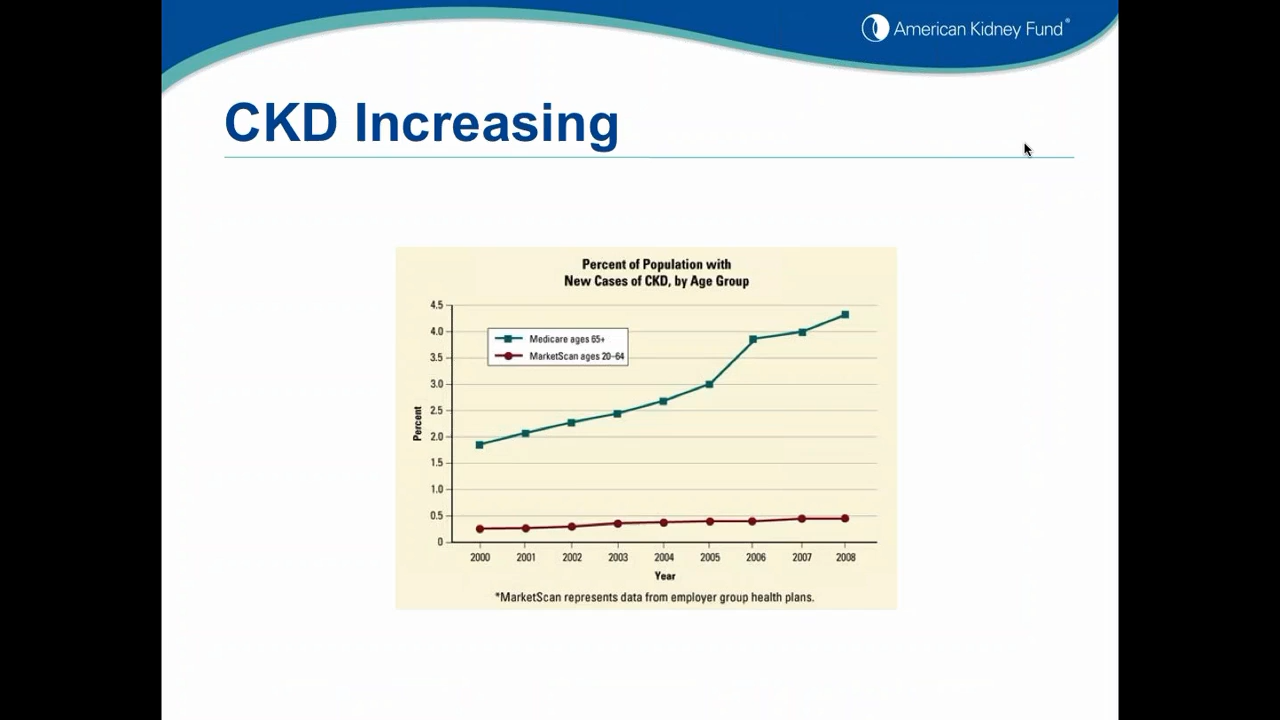 American Kidney Fund®
CKD Increasing
Percent of Population with
New Cases of CKD, by Age Group
4.5
4.0
3.5
3.0
2.5
2.0
1.5
1.0
0.5
0
Percent
Medicare ages 65+
MarketScan ages 20–64
2000 2001 2002 2003 2004 2005 2006 2007 2008
Year
*MarketScan represents data from employer group health plans.